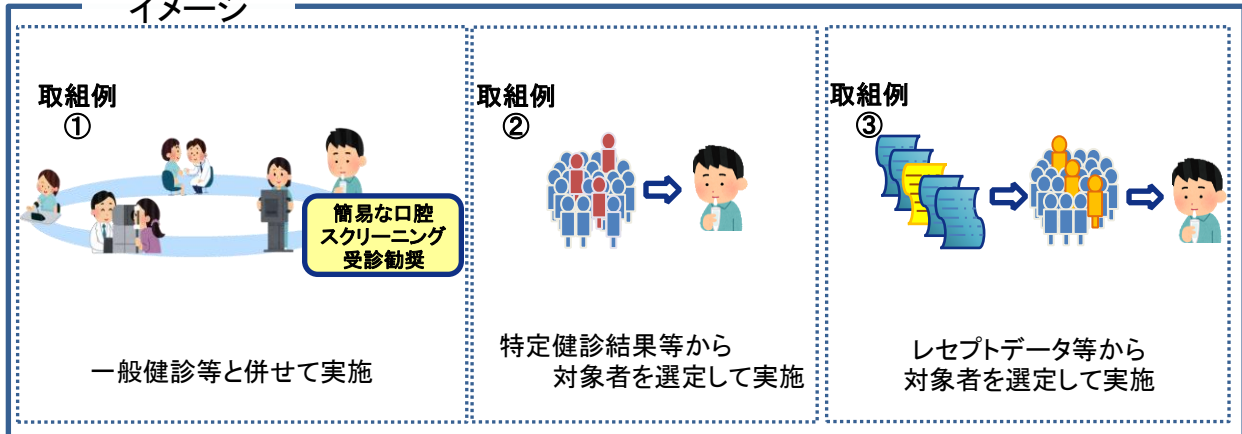 イメージ
取組例
①
簡易な口腔
スクリーニング
受診勧奨
一般健診等と併せて実施
取組例
②
特定健診結果等から
対象者を選定して実施
取組例
③
レセプトデータ等から
対象者を選定して実施